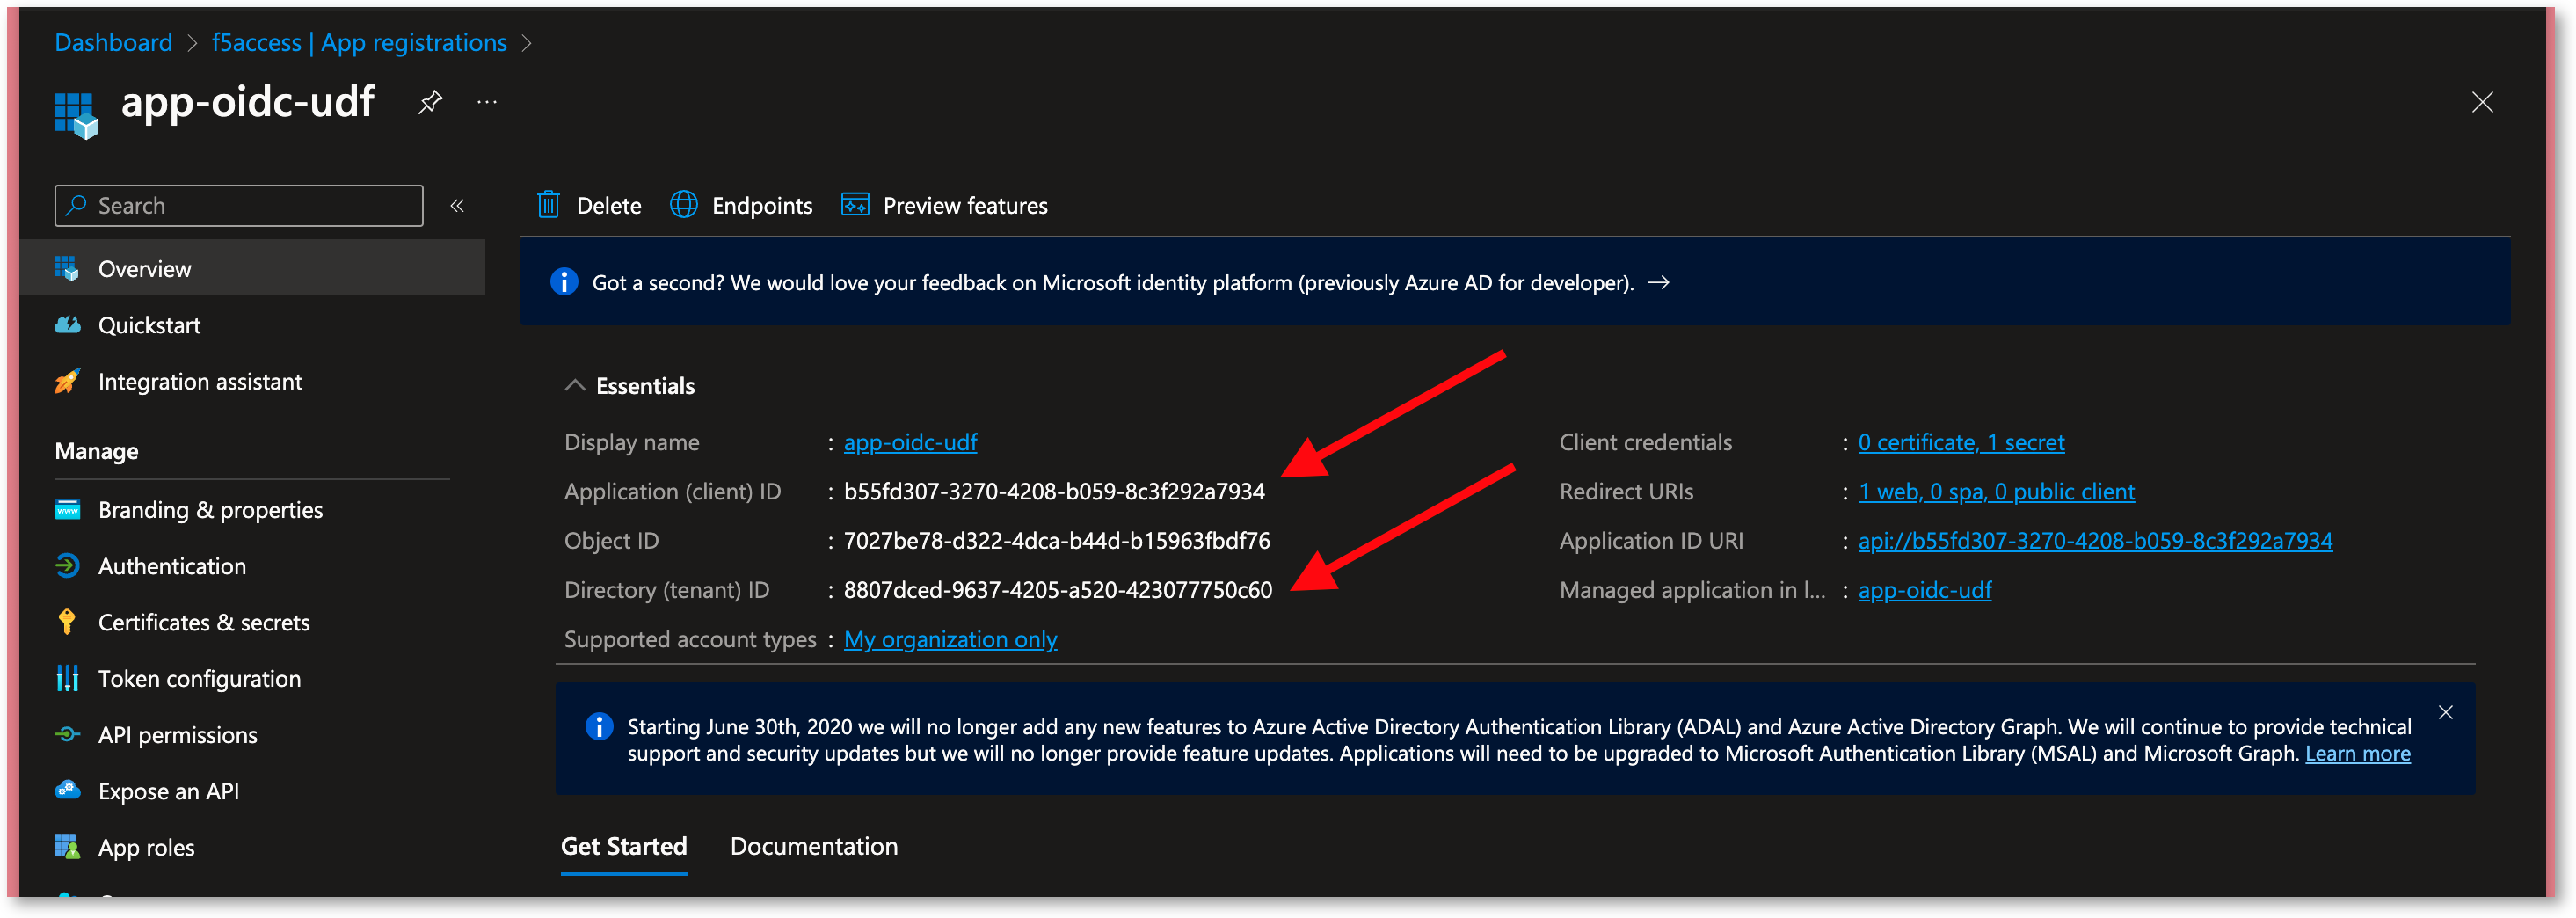 Dashboard > f5access | App registrations >
app-oidc-udf
Search
Delete Endpoints Preview features
Overview
Quickstart
Integration assistant
Manage
Branding & properties
Authentication
Certificates & secrets
Token configuration
API permissions
Expose an API
App roles
Got a second? We would love your feedback on Microsoft identity platform (previously Azure AD for developer). →
Essentials
Display name : app-oidc-udf
Application (client) ID : b55fd307-3270-4208-b059-8c3f292a7934
Object ID : 7027be78-d322-4dca-b44d-b15963fbdf76
Directory (tenant) ID : 8807dced-9637-4205-a520-423077750c60
Supported account types : My organization only
Client credentials : 0 certificate, 1 secret
Redirect URIs : 1 web, 0 spa, 0 public client
Application ID URI : api://b55fd307-3270-4208-b059-8c3f292a7934
Managed application in l... : app-oidc-udf
Starting June 30th, 2020 we will no longer add any new features to Azure Active Directory Authentication Library (ADAL) and Azure Active Directory Graph. We will continue to provide technical
support and security updates but we will no longer provide feature updates. Applications will need to be upgraded to Microsoft Authentication Library (MSAL) and Microsoft Graph. Learn more
Get Started Documentation